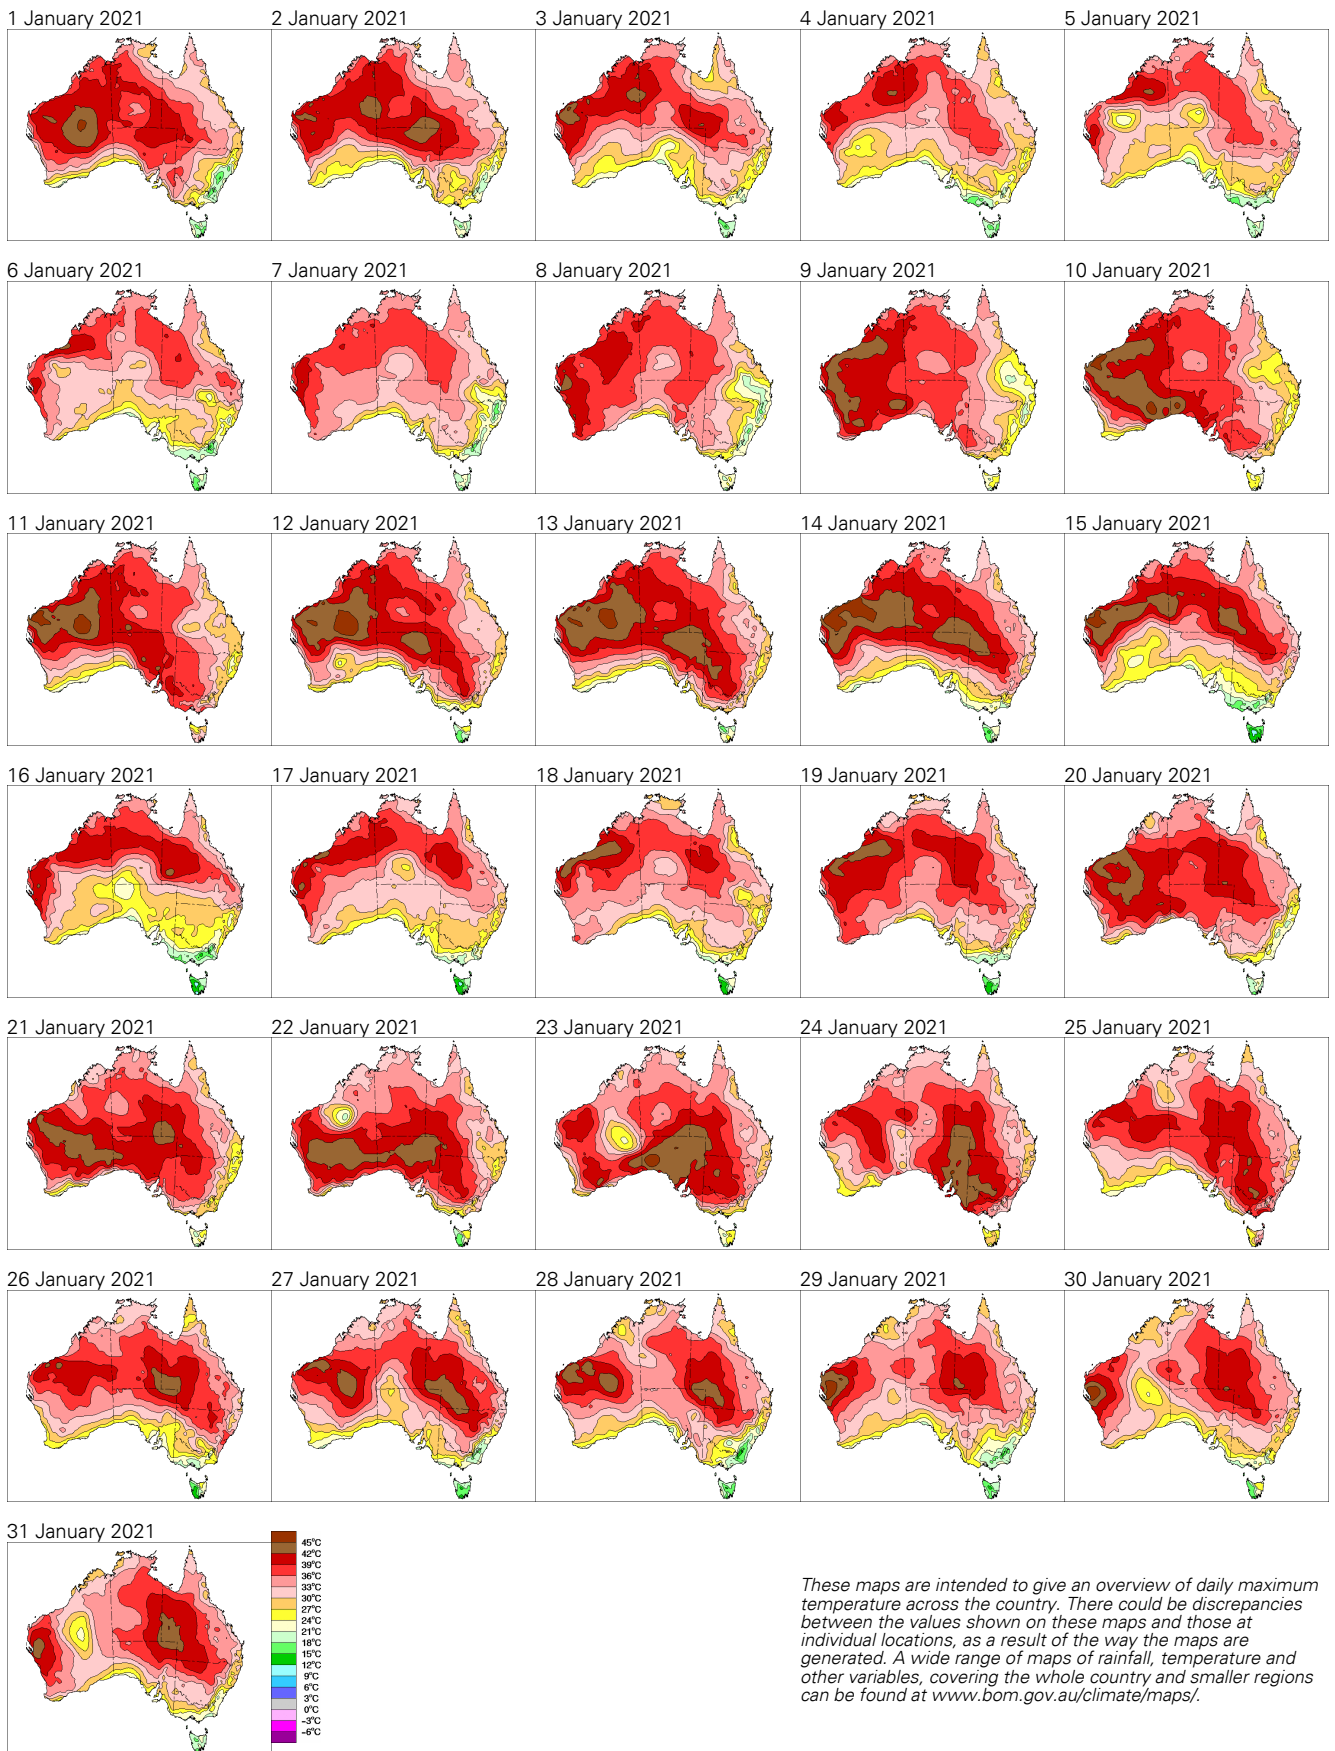 1 January 2021
2 January 2021
3 January 2021
4 January 2021
5 January 2021
6 January 2021
7 January 2021
8 January 2021
9 January 2021
10 January 2021
11 January 2021
12 January 2021
13 January 2021
14 January 2021
15 January 2021
16 January 2021
17 January 2021
18 January 2021
19 January 2021
20 January 2021
21 January 2021
22 January 2021
23 January 2021
24 January 2021
25 January 2021
26 January 2021
27 January 2021
28 January 2021
29 January 2021
30 January 2021
31 January 2021
45°C
42°C
39°C
36°C
33°C
30°C
27°C
24°C
21°C
18°C
15°C
12°C
9°C
6°C
3°C
0°C
-3°C
-6°C
These maps are intended to give an overview of daily maximum
temperature across the country. There could be discrepancies
between the values shown on these maps and those at
individual locations, as a result of the way the maps are
generated. A wide range of maps of rainfall, temperature and
other variables, covering the whole country and smaller regions
can be found at www.bom.gov.au/climate/maps/.